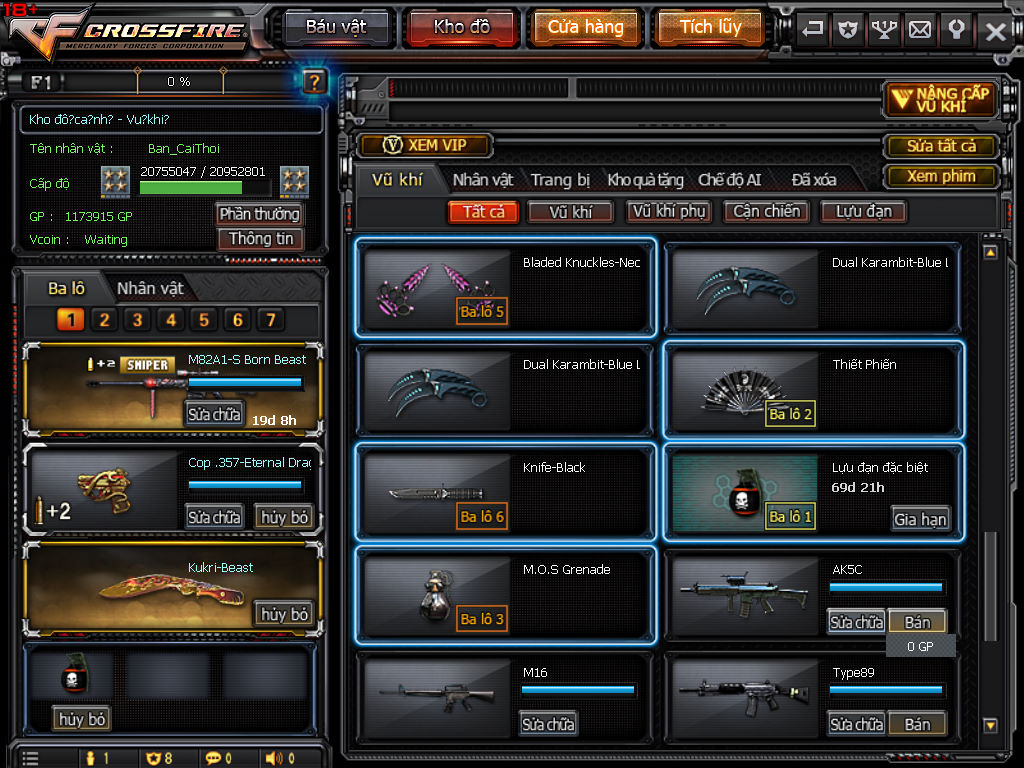 18+
CROSSFIRE
MERCENARY FORCES CORPORATION
Báu vật
Kho đồ
Cửa hàng
Tích lũy
F1
0 %
?
NÂNG CẤP
VŨ KHÍ
Kho đồ?ca?nh? - Vu?khi?
Tên nhân vật : Ban_CaiThoi
Cấp độ
20755047 / 20952801
GP : 1173915 GP
Phần thưởng
Vcoin : Waiting
Thông tin
XEM VIP
Sửa tất cả
Xem phim
Vũ khí
Nhân vật
Trang bị
Kho quà tặng
Chế độ AI
Đã xóa
Tất cả
Vũ khí
Vũ khí phụ
Cận chiến
Lựu đạn
Ba lô
Nhân vật
1 2 3 4 5 6 7
+2 SNIPER
M82A1-S Born Beast
Sửa chữa
19d 8h
Cop .357-Eternal Drag
+2
Sửa chữa
hủy bỏ
Kukri-Beast
hủy bỏ
hủy bỏ
1
8
0
0
Bladed Knuckles-Nec
Ba lô 5
Dual Karambit-Blue L
Dual Karambit-Blue L
Thiết Phiến
Ba lô 2
Knife-Black
Ba lô 6
Lựu đạn đặc biệt
69d 21h
Ba lô 1
Gia hạn
M.O.S Grenade
Ba lô 3
AK5C
Sửa chữa
Bán
0 GP
M16
Sửa chữa
Type89
Sửa chữa
Bán